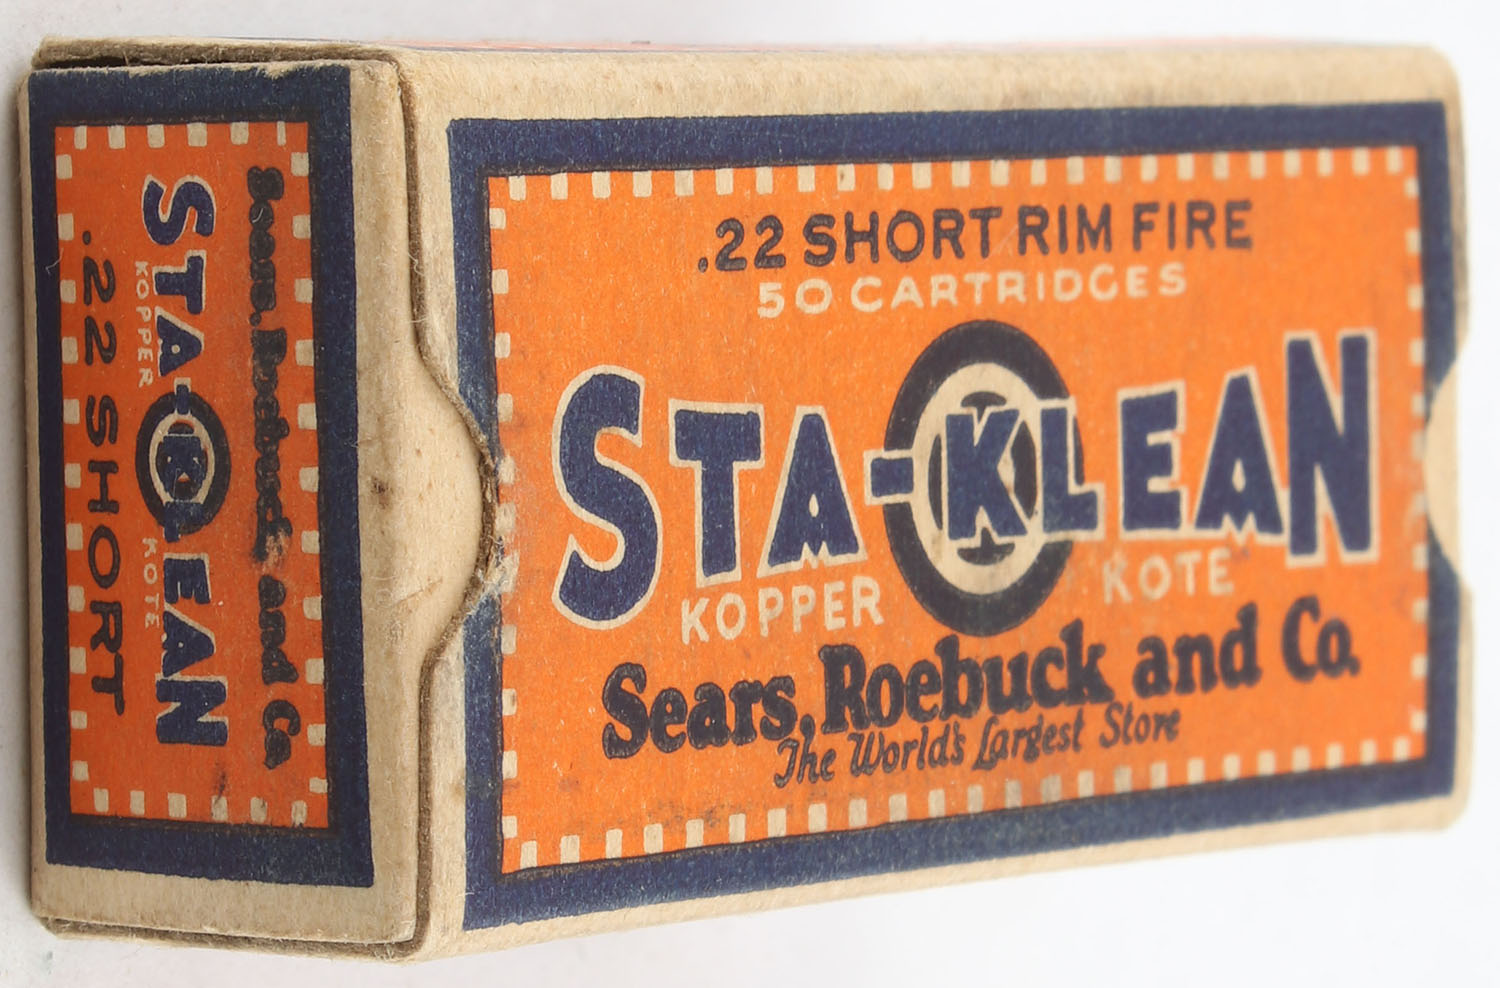 .22 SHORT RIM FIRE
50 CARTRIDGES
STA-KLEAN
KOPPER KOTE
Sears, Roebuck and Co.
The World's Largest Store
Sears, Roebuck and Co.
STA-KLEAN
KOPPER KOTE
.22 SHORT